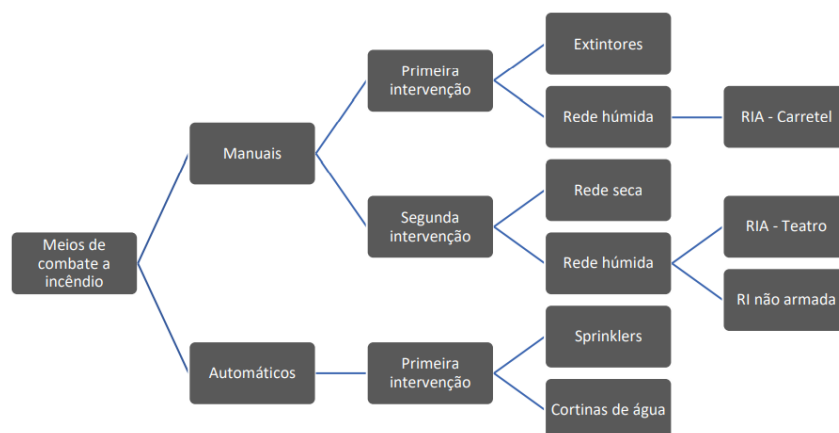 Extintores
Primeira
intervenção
Rede húmida
RIA - Carretel
Manuais
Rede seca
Segunda
intervenção
RIA - Teatro
Meios de
combate a
incêndio
Rede húmida
RI não armada
Sprinklers
Automáticos
Primeira
intervenção
Cortinas de água